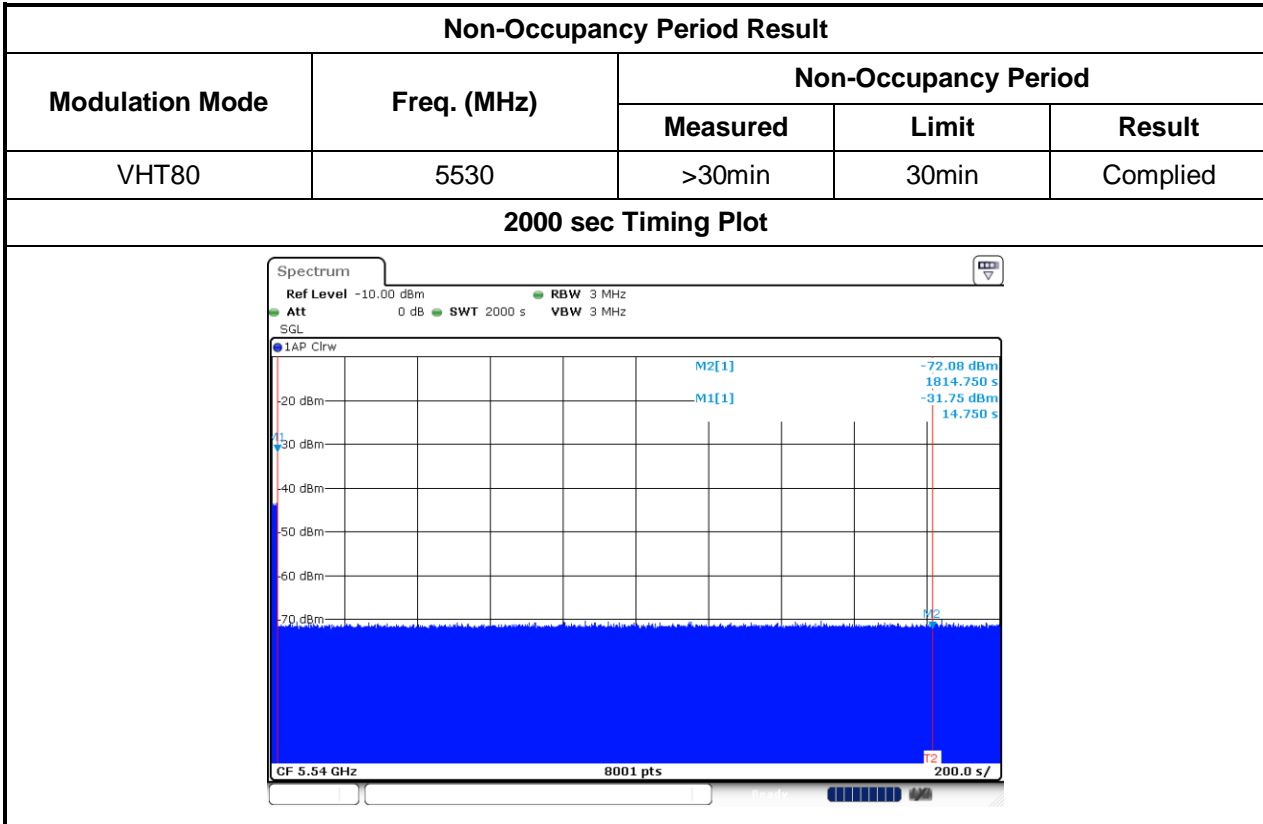 Non-Occupancy Period Result
Modulation Mode
Freq. (MHz)
Non-Occupancy Period
Measured
Limit
Result
VHT80
5530
>30min
30min
Complied
2000 sec Timing Plot
Spectrum
Ref Level -10.00 dBm
RBW 3 MHz
Att 0 dB
SWT 2000 s
VBW 3 MHz
SGL
1AP Clrw
M2[1] -72.08 dBm
1814.750 s
M1[1] -31.75 dBm
14.750 s
-20 dBm
M1
-30 dBm
-40 dBm
-50 dBm
-60 dBm
-70 dBm
M2
T2
CF 5.54 GHz
8001 pts
200.0 s/
Ready